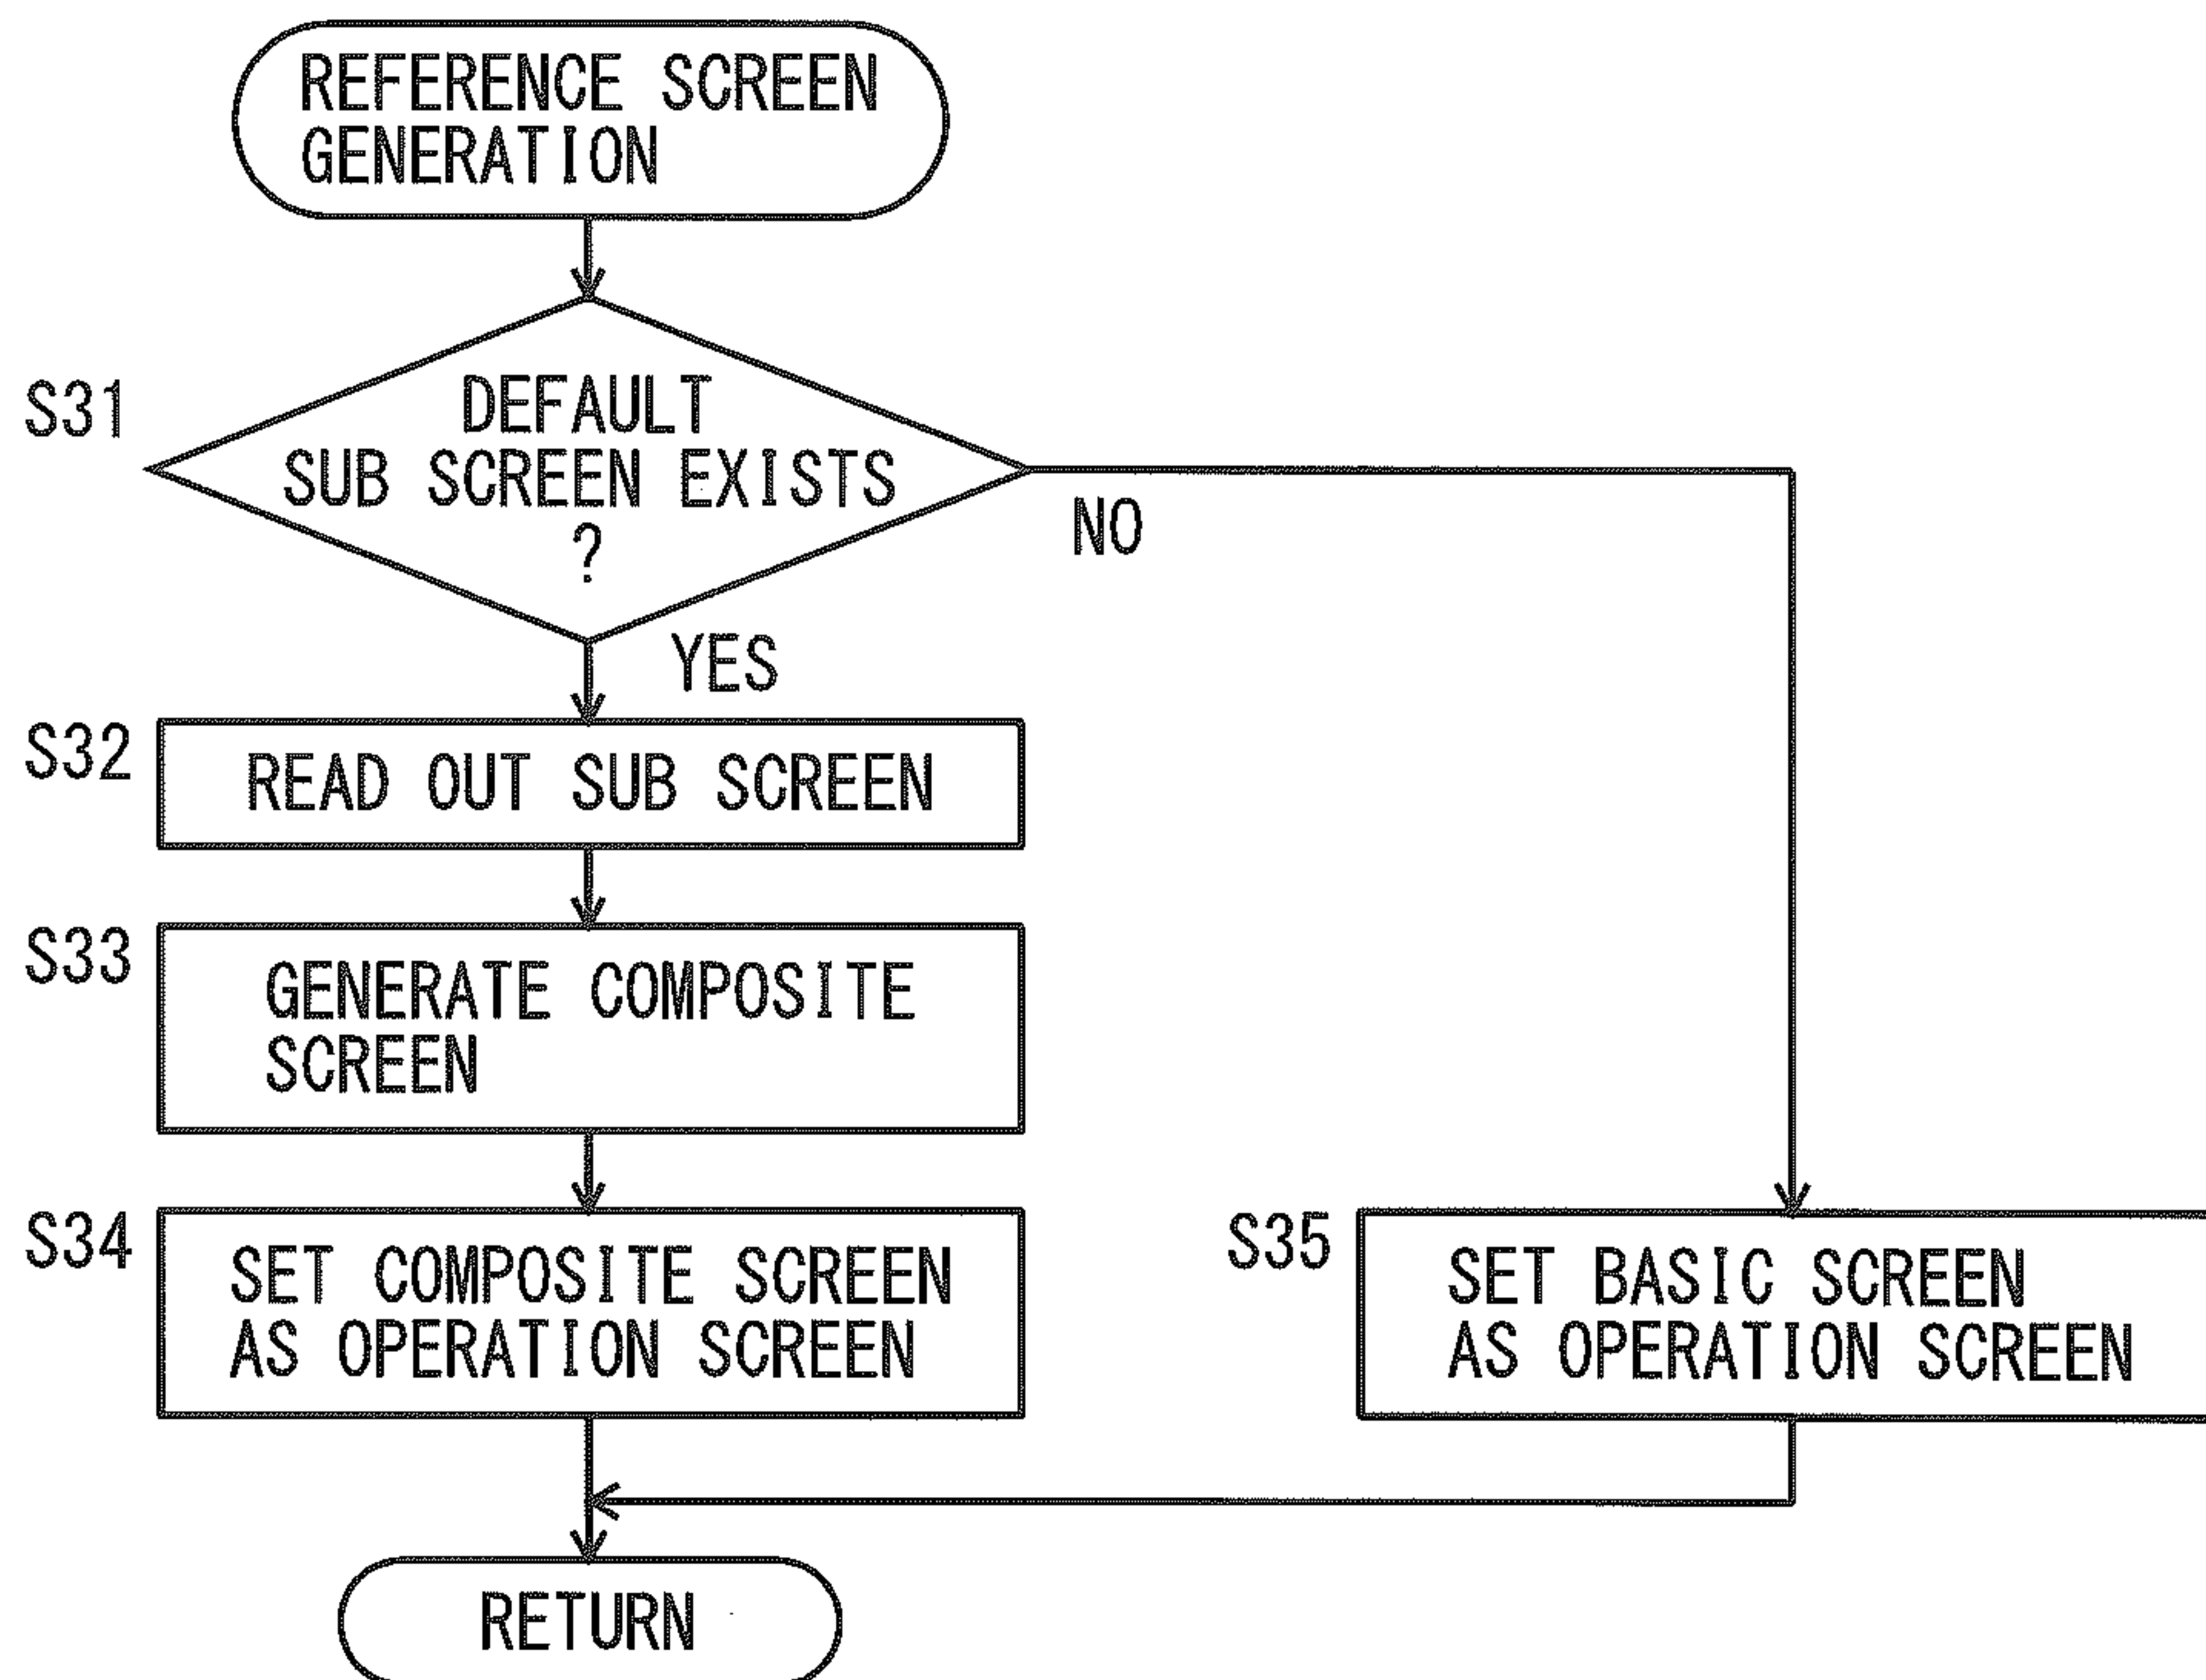 REFERENCE SCREEN
GENERATION
S31
DEFAULT
SUB SCREEN EXISTS
?
NO
YES
S32
READ OUT SUB SCREEN
S33
GENERATE COMPOSITE
SCREEN
S34
SET COMPOSITE SCREEN
AS OPERATION SCREEN
S35
SET BASIC SCREEN
AS OPERATION SCREEN
RETURN